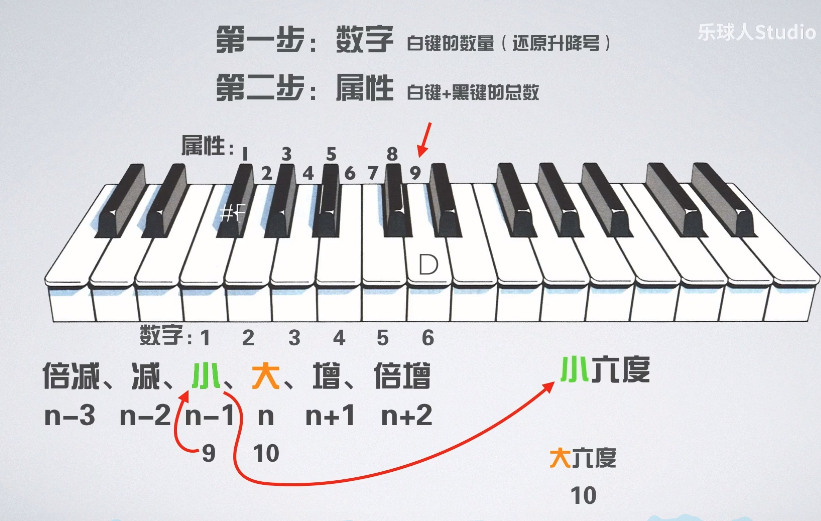 乐球人Studio
第一步：数字 白键的数量（还原升降号）
第二步：属性 白键+黑键的总数
属性：1 3 5 8
2 4 6 7 9
#F
D
数字：1 2 3 4 5 6
倍减、减、小、大、增、倍增
小六度
n-3 n-2 n-1 n n+1 n+2
9 10
大六度
10